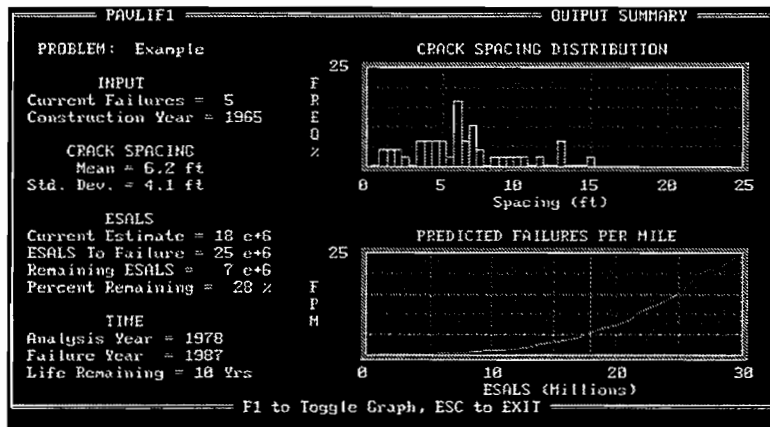 PAVLIF1
OUTPUT SUMMARY
PROBLEM: Example
INPUT
Current Failures = 5
Construction Year = 1965
CRACK SPACING
Mean = 6.2 ft
Std. Dev. = 4.1 ft
ESALS
Current Estimate = 18 e+6
ESALS To Failure = 25 e+6
Remaining ESALS = 7 e+6
Percent Remaining = 28 %
TIME
Analysis Year = 1978
Failure Year = 1987
Life Remaining = 10 Yrs
CRACK SPACING DISTRIBUTION
25
FREQ %
0 5 10 15 20 25
Spacing (ft)
PREDICTED FAILURES PER MILE
25
FPM
0 10 20 30
ESALS (Millions)
F1 to Toggle Graph, ESC to EXIT